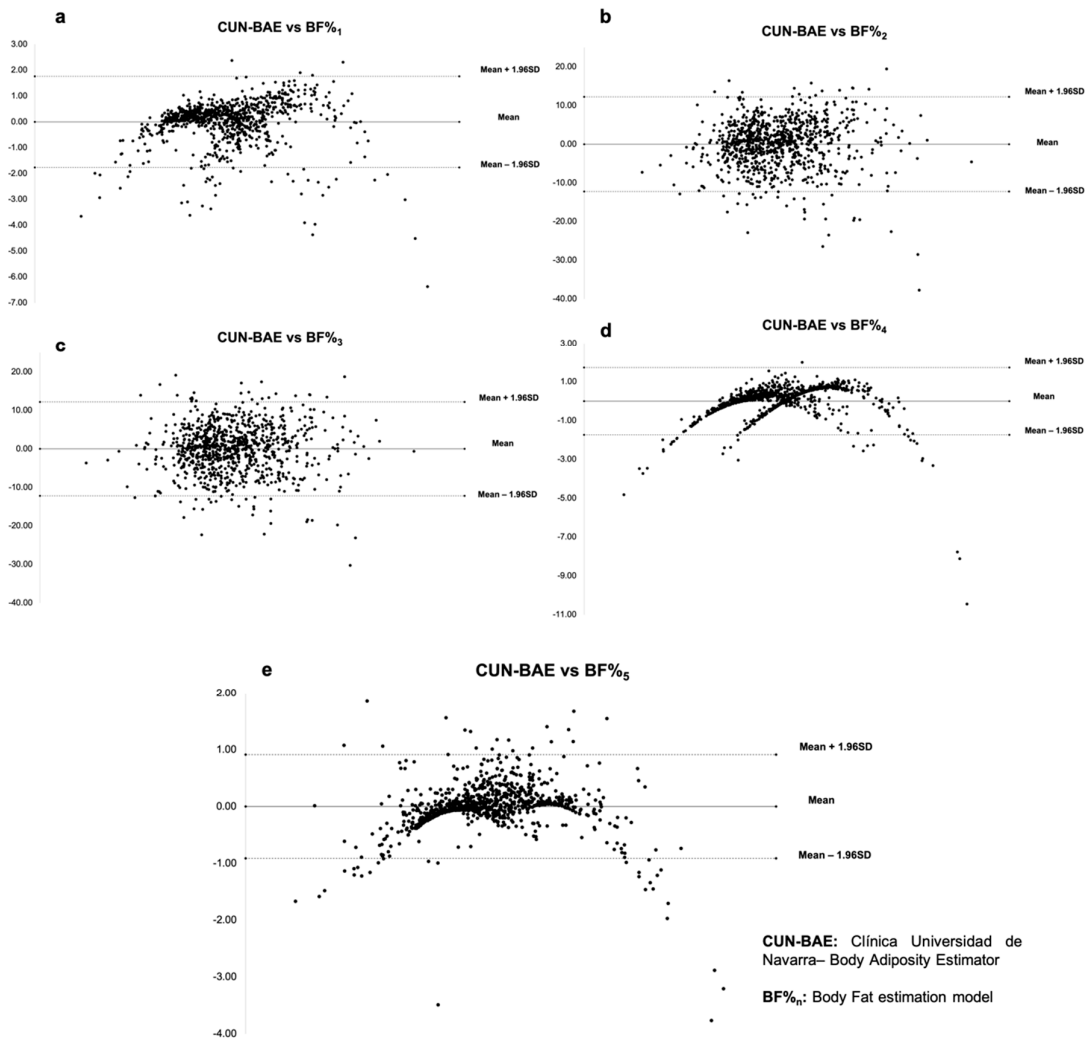 a
CUN-BAE vs BF%₁
3.00
2.00
1.00
0.00
-1.00
-2.00
-3.00
-4.00
-5.00
-6.00
-7.00
Mean + 1.96SD
Mean
Mean – 1.96SD
b
CUN-BAE vs BF%₂
20.00
10.00
0.00
-10.00
-20.00
-30.00
-40.00
Mean + 1.96SD
Mean
Mean – 1.96SD
c
CUN-BAE vs BF%₃
20.00
10.00
0.00
-10.00
-20.00
-30.00
-40.00
Mean + 1.96SD
Mean
Mean – 1.96SD
d
CUN-BAE vs BF%₄
3.00
1.00
-1.00
-3.00
-5.00
-7.00
-9.00
-11.00
Mean + 1.96SD
Mean
Mean – 1.96SD
e
CUN-BAE vs BF%₅
2.00
1.00
0.00
-1.00
-2.00
-3.00
-4.00
Mean + 1.96SD
Mean
Mean – 1.96SD
CUN-BAE: Clínica Universidad de
Navarra– Body Adiposity Estimator
BF%ₙ: Body Fat estimation model